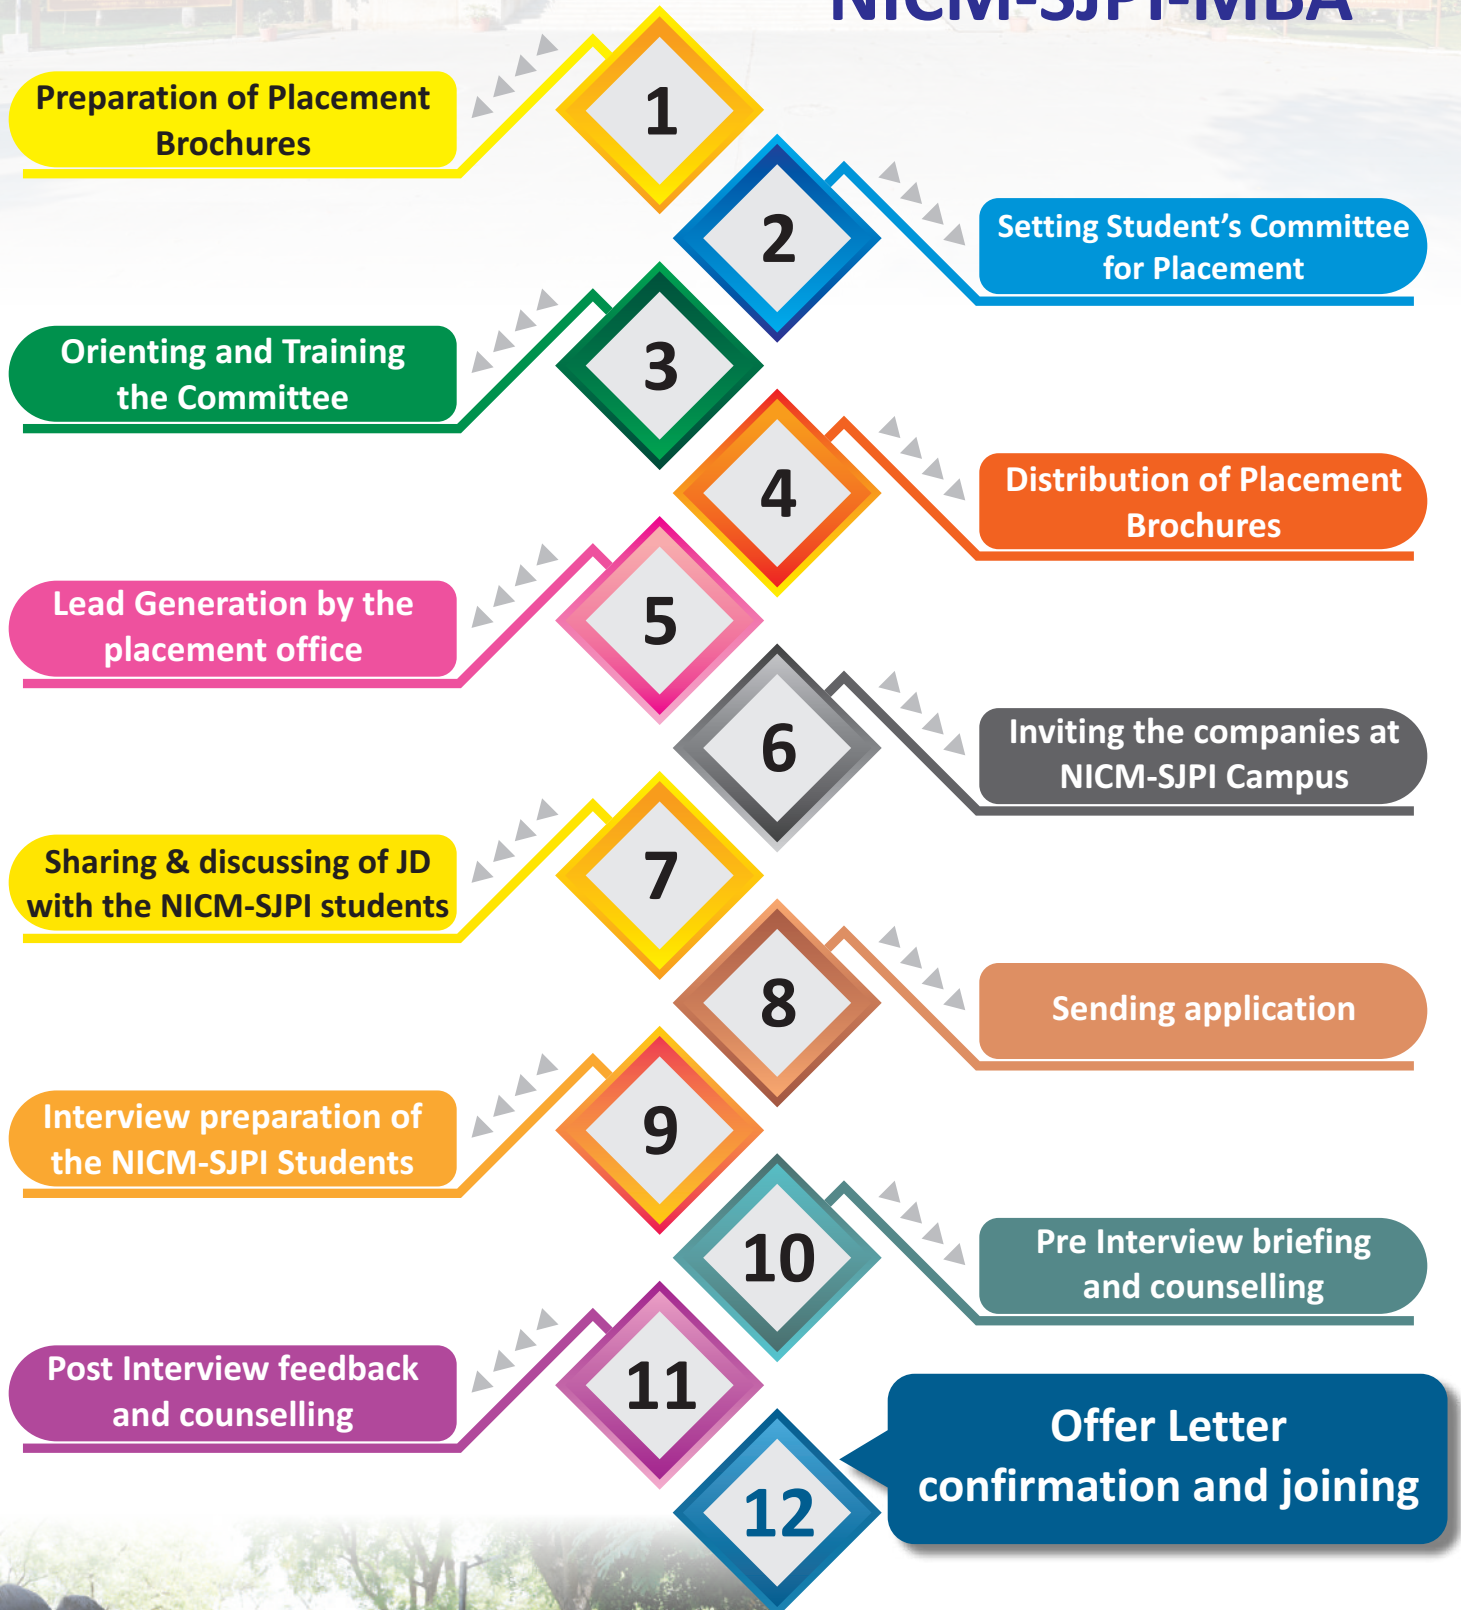 NICM-SJPI-MBA
1
Preparation of Placement
Brochures
2
Setting Student’s Committee
for Placement
3
Orienting and Training
the Committee
4
Distribution of Placement
Brochures
5
Lead Generation by the
placement office
6
Inviting the companies at
NICM-SJPI Campus
7
Sharing & discussing of JD
with the NICM-SJPI students
8
Sending application
9
Interview preparation of
the NICM-SJPI Students
10
Pre Interview briefing
and counselling
11
Post Interview feedback
and counselling
12
Offer Letter
confirmation and joining